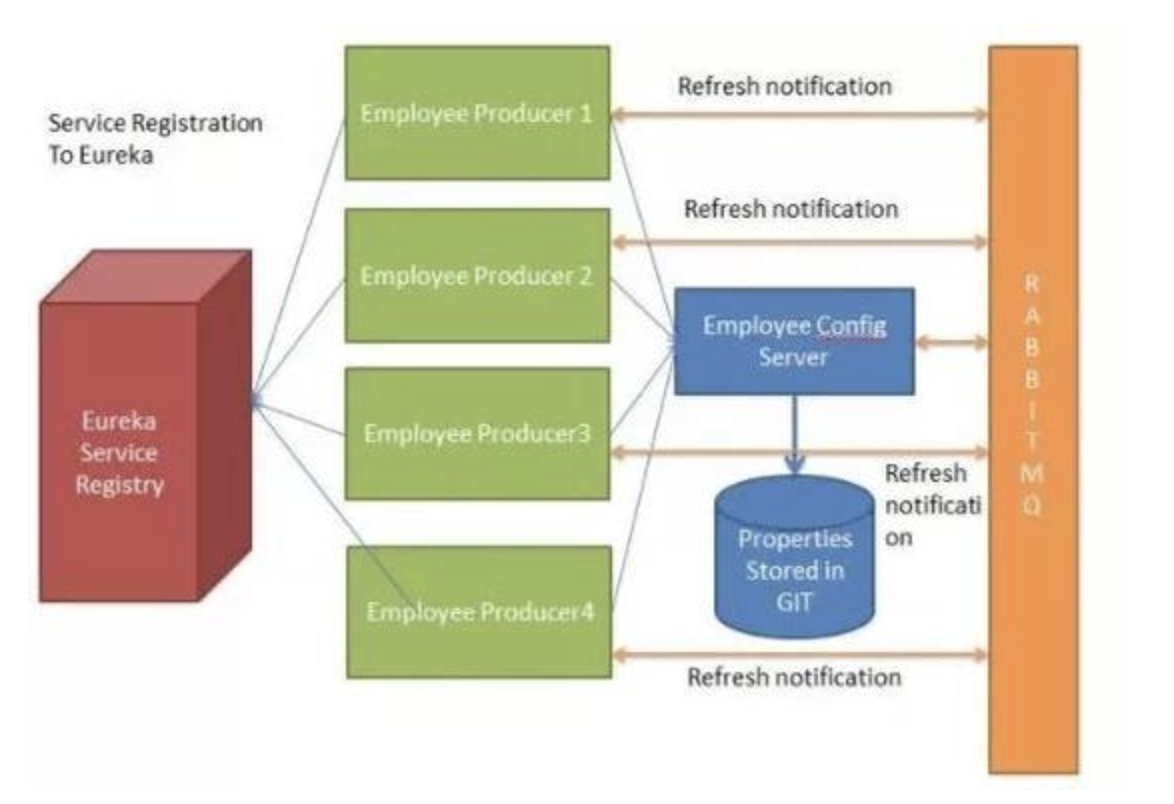 Service Registration
To Eureka
Eureka
Service
Registry
Employee Producer 1
Employee Producer 2
Employee Producer3
Employee Producer4
Refresh notification
Refresh notification
Employee Config
Server
Refresh
notificati
on
Properties
Stored in
GIT
Refresh notification
R
A
B
B
I
T
M
Q